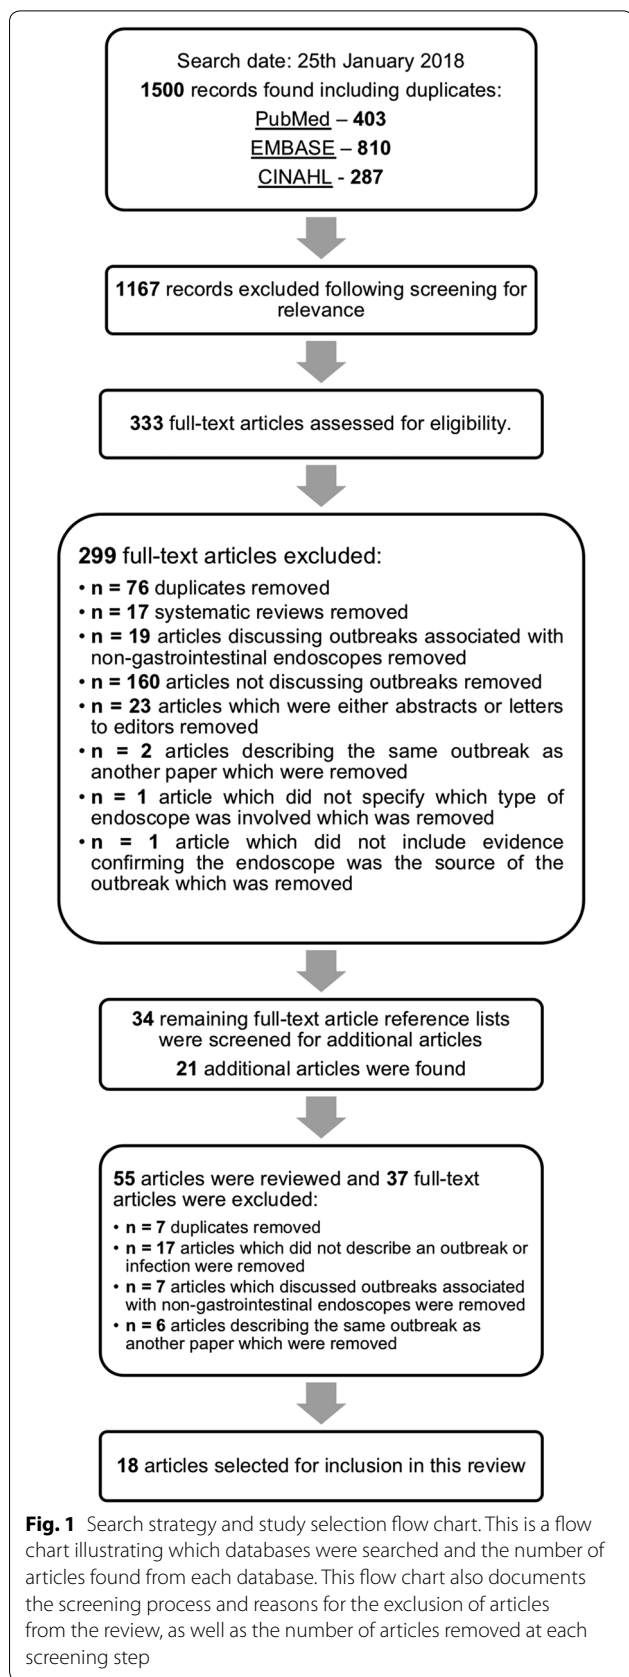 Search date: 25th January 2018
1500 records found including duplicates:
PubMed – 403
EMBASE – 810
CINAHL - 287
1167 records excluded following screening for
relevance
333 full-text articles assessed for eligibility.
299 full-text articles excluded:
• n = 76 duplicates removed
• n = 17 systematic reviews removed
• n = 19 articles discussing outbreaks associated with
non-gastrointestinal endoscopes removed
• n = 160 articles not discussing outbreaks removed
• n = 23 articles which were either abstracts or letters
to editors removed
• n = 2 articles describing the same outbreak as
another paper which were removed
• n = 1 article which did not specify which type of
endoscope was involved which was removed
• n = 1 article which did not include evidence
confirming the endoscope was the source of the
outbreak which was removed
34 remaining full-text article reference lists
were screened for additional articles
21 additional articles were found
55 articles were reviewed and 37 full-text
articles were excluded:
• n = 7 duplicates removed
• n = 17 articles which did not describe an outbreak or
infection were removed
• n = 7 articles which discussed outbreaks associated
with non-gastrointestinal endoscopes were removed
• n = 6 articles describing the same outbreak as
another paper which were removed
18 articles selected for inclusion in this review
Fig. 1 Search strategy and study selection flow chart. This is a flow
chart illustrating which databases were searched and the number of
articles found from each database. This flow chart also documents
the screening process and reasons for the exclusion of articles
from the review, as well as the number of articles removed at each
screening step